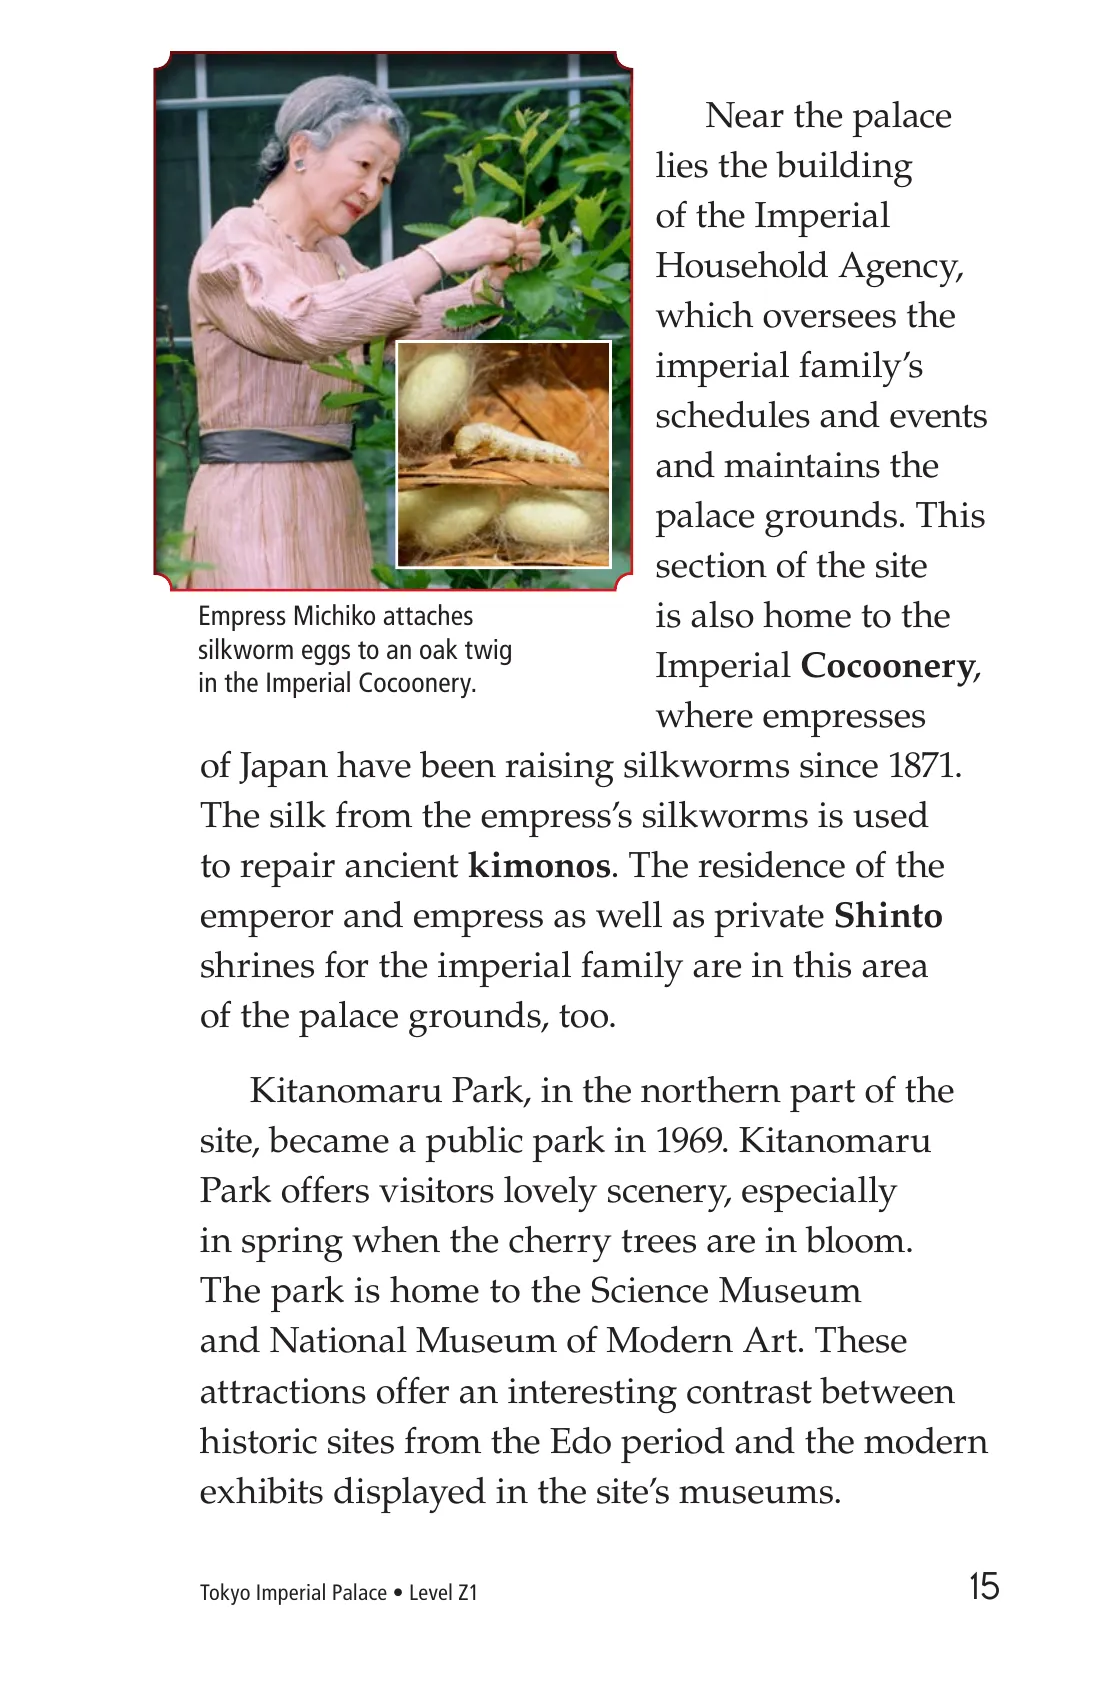 Near the palace
lies the building
of the Imperial
Household Agency,
which oversees the
imperial family’s
schedules and events
and maintains the
palace grounds. This
section of the site
is also home to the
Imperial Cocoonery,
where empresses
of Japan have been raising silkworms since 1871.
The silk from the empress’s silkworms is used
to repair ancient kimonos. The residence of the
emperor and empress as well as private Shinto
shrines for the imperial family are in this area
of the palace grounds, too.
Empress Michiko attaches
silkworm eggs to an oak twig
in the Imperial Cocoonery.
Kitanomaru Park, in the northern part of the
site, became a public park in 1969. Kitanomaru
Park offers visitors lovely scenery, especially
in spring when the cherry trees are in bloom.
The park is home to the Science Museum
and National Museum of Modern Art. These
attractions offer an interesting contrast between
historic sites from the Edo period and the modern
exhibits displayed in the site’s museums.
Tokyo Imperial Palace • Level Z1
15